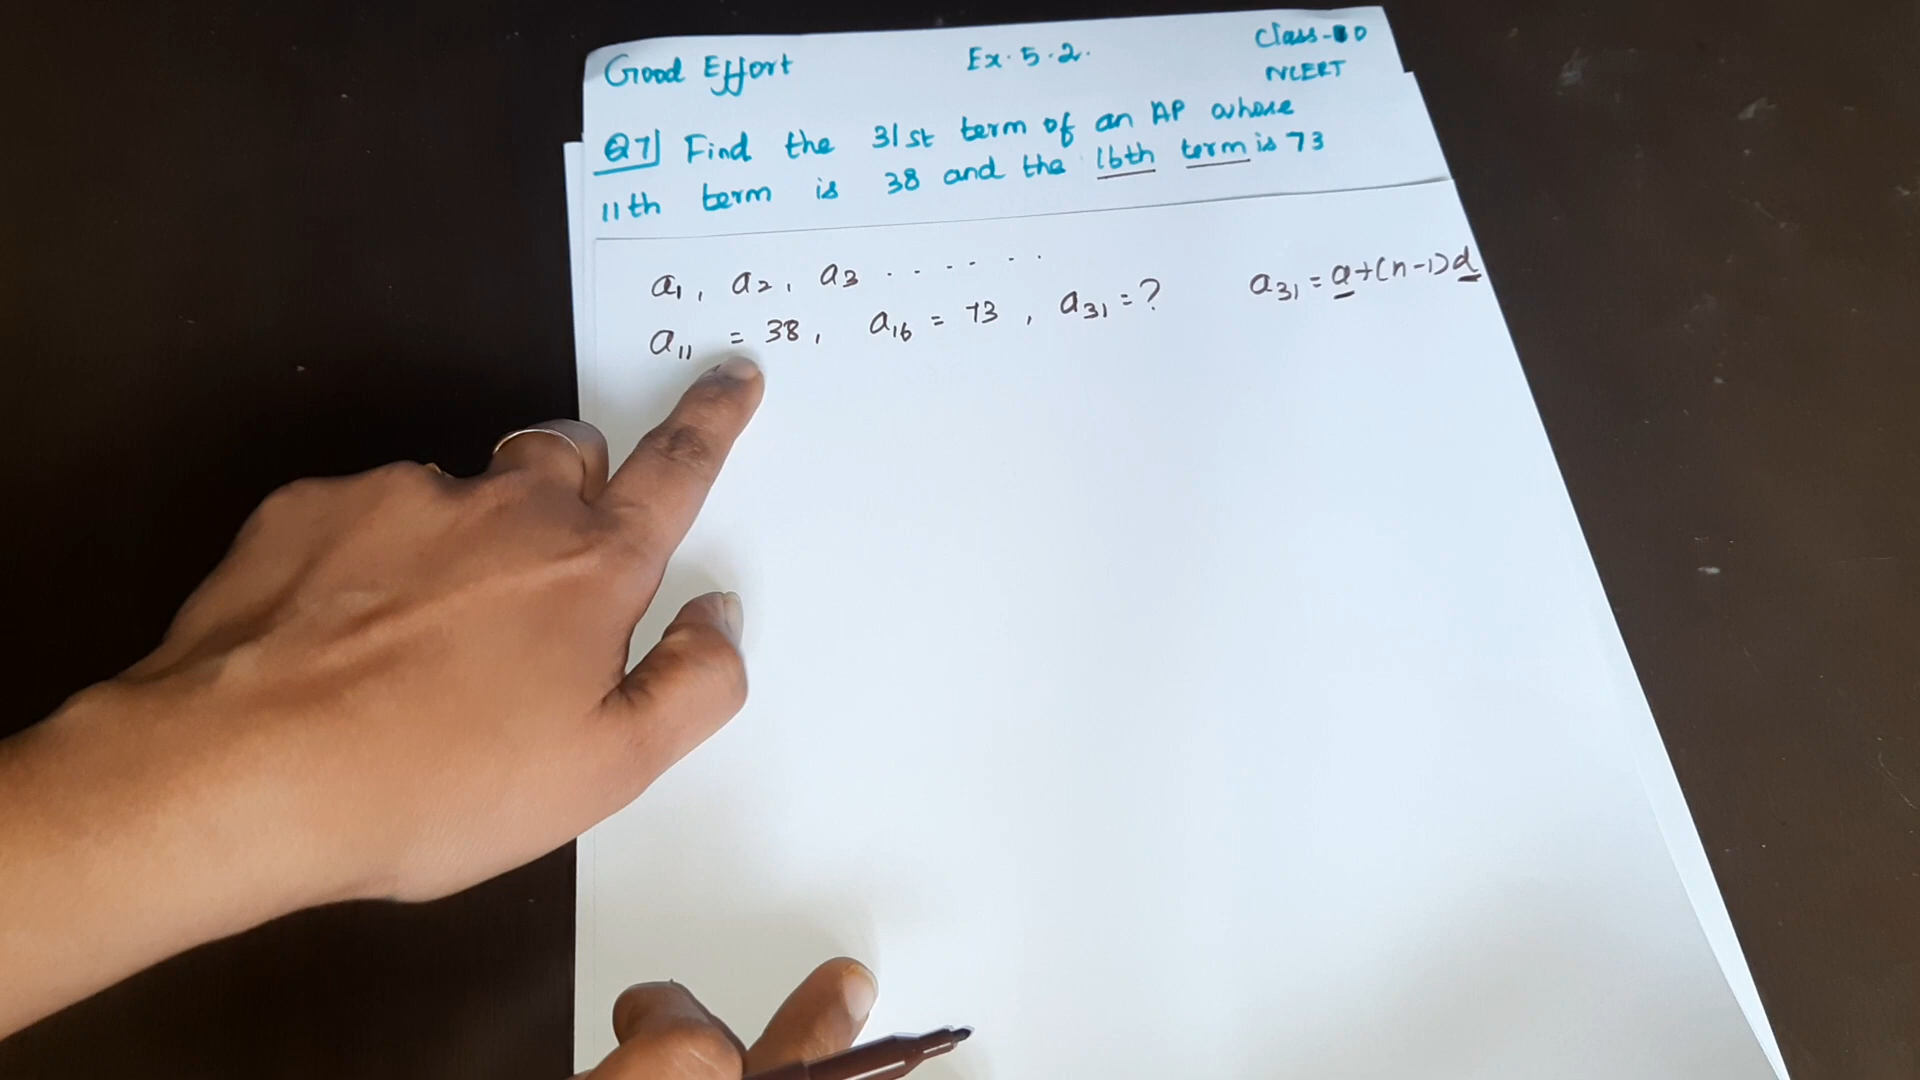 Good Effort Ex. 5.2. Class-10
NCERT
Q7] Find the 31st term of an AP whose
11th term is 38 and the 16th term is 73
a₁, a₂, a₃ . . . . . .
a₁₁ = 38, a₁₆ = 73, a₃₁ = ? a₃₁ = a+(n-1)d